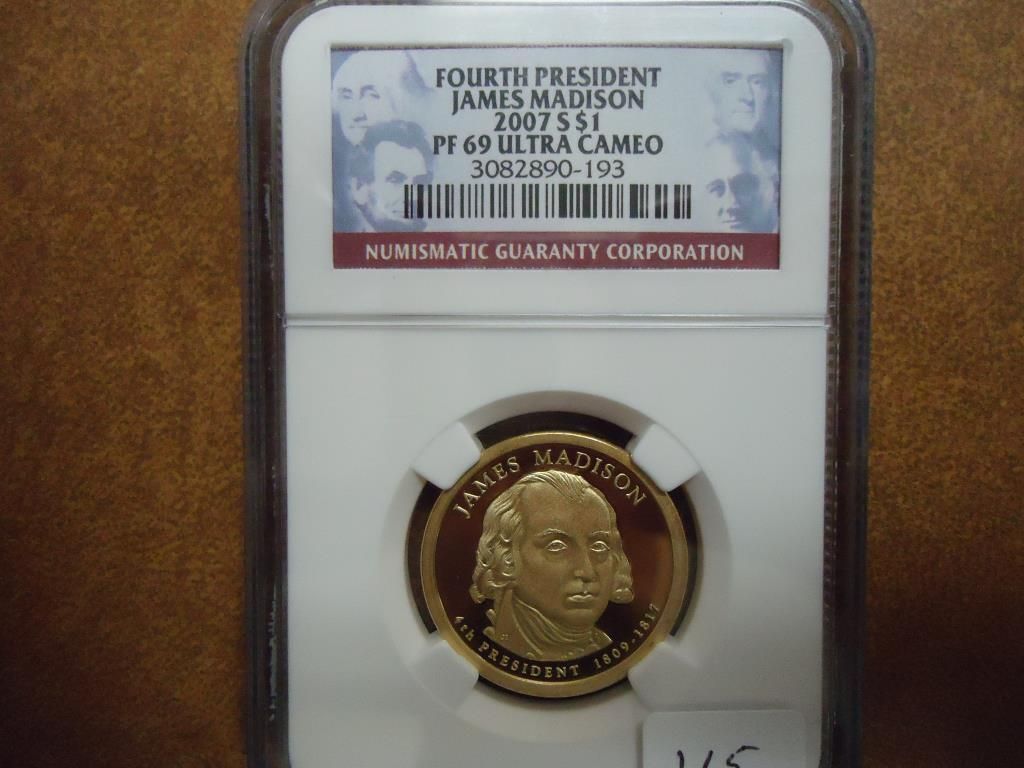 FOURTH PRESIDENT
JAMES MADISON
2007 S $1
PF 69 ULTRA CAMEO
3082890-193
NUMISMATIC GUARANTY CORPORATION
JAMES MADISON
4th PRESIDENT 1809-1817